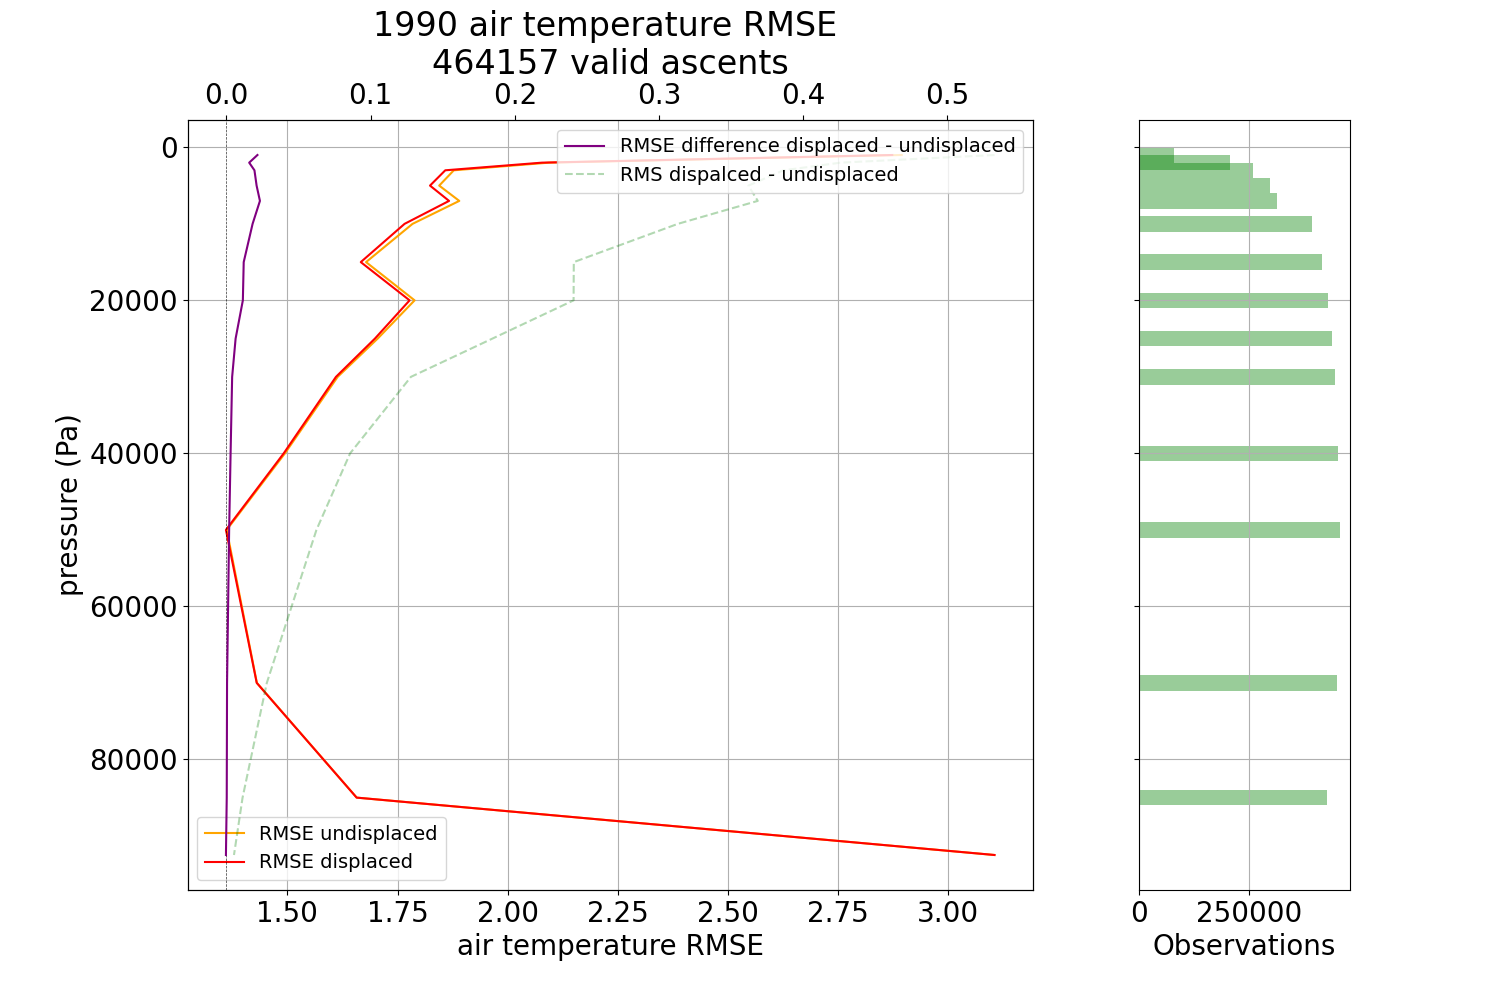 1990 air temperature RMSE
464157 valid ascents
0.0 0.1 0.2 0.3 0.4 0.5
RMSE difference displaced - undisplaced
RMS dispalced - undisplaced
0
20000
40000
60000
80000
pressure (Pa)
RMSE undisplaced
RMSE displaced
1.50 1.75 2.00 2.25 2.50 2.75 3.00
air temperature RMSE
0 250000
Observations